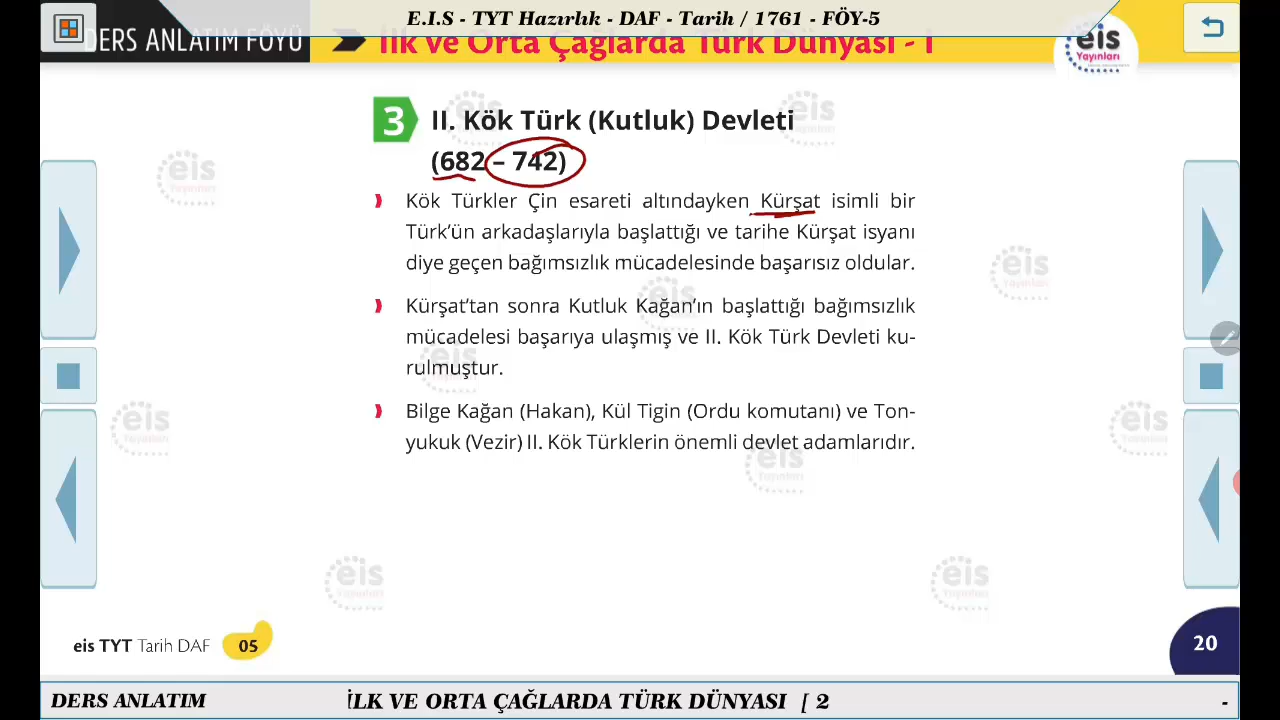 E.I.S - TYT Hazırlık - DAF - Tarih / 1761 - FÖY-5
DERS ANLATIM FÖYÜ
İlk ve Orta Çağlarda Türk Dünyası - I
eis
Yayınları
3
II. Kök Türk (Kutluk) Devleti
(682 – 742)
Kök Türkler Çin esareti altındayken Kürşat isimli bir
Türk’ün arkadaşlarıyla başlattığı ve tarihe Kürşat isyanı
diye geçen bağımsızlık mücadelesinde başarısız oldular.
Kürşat’tan sonra Kutluk Kağan’ın başlattığı bağımsızlık
mücadelesi başarıya ulaşmış ve II. Kök Türk Devleti ku-
rulmuştur.
Bilge Kağan (Hakan), Kül Tigin (Ordu komutanı) ve Ton-
yukuk (Vezir) II. Kök Türklerin önemli devlet adamlarıdır.
eis TYT Tarih DAF 05
20
DERS ANLATIM İLK VE ORTA ÇAĞLARDA TÜRK DÜNYASI [ 2 -